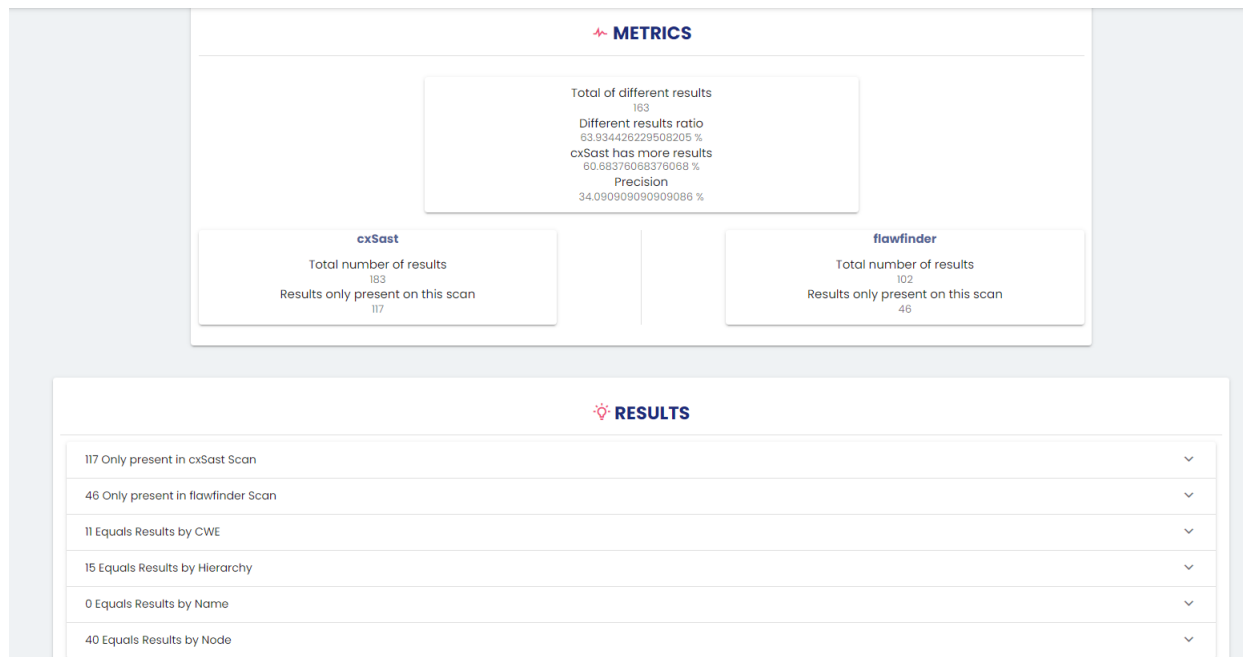 METRICS
Total of different results
163
Different results ratio
63.934426229508205 %
cxSast has more results
60.68376068376068 %
Precision
34.090909090909086 %
cxSast
Total number of results
183
Results only present on this scan
117
flawfinder
Total number of results
102
Results only present on this scan
46
RESULTS
117 Only present in cxSast Scan
46 Only present in flawfinder Scan
11 Equals Results by CWE
15 Equals Results by Hierarchy
0 Equals Results by Name
40 Equals Results by Node